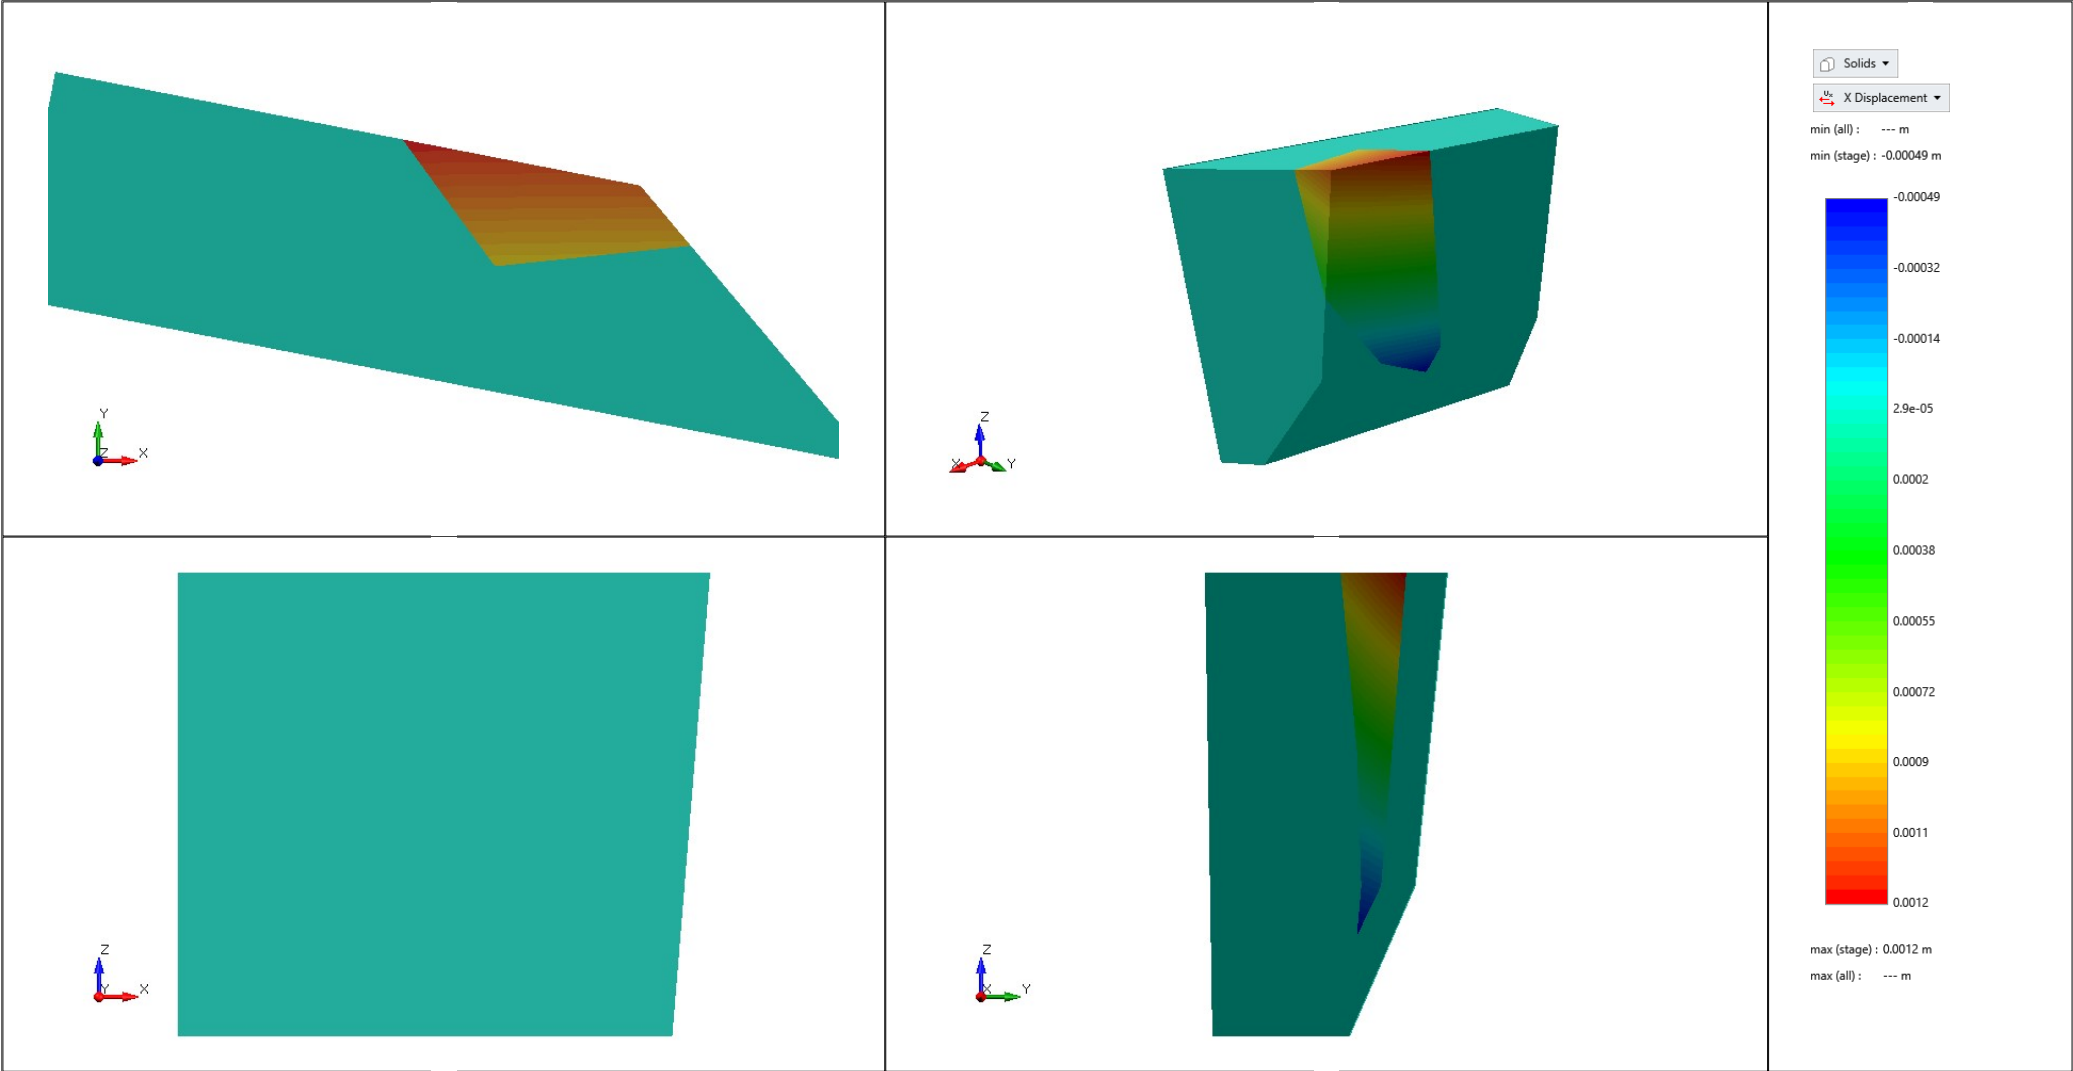 Y
Z
X
Z
X
Y
Z
Y
X
Z
X
Y
Solids
Ux
X Displacement
min (all) : --- m
min (stage) : -0.00049 m
-0.00049
-0.00032
-0.00014
2.9e-05
0.0002
0.00038
0.00055
0.00072
0.0009
0.0011
0.0012
max (stage) : 0.0012 m
max (all) : --- m